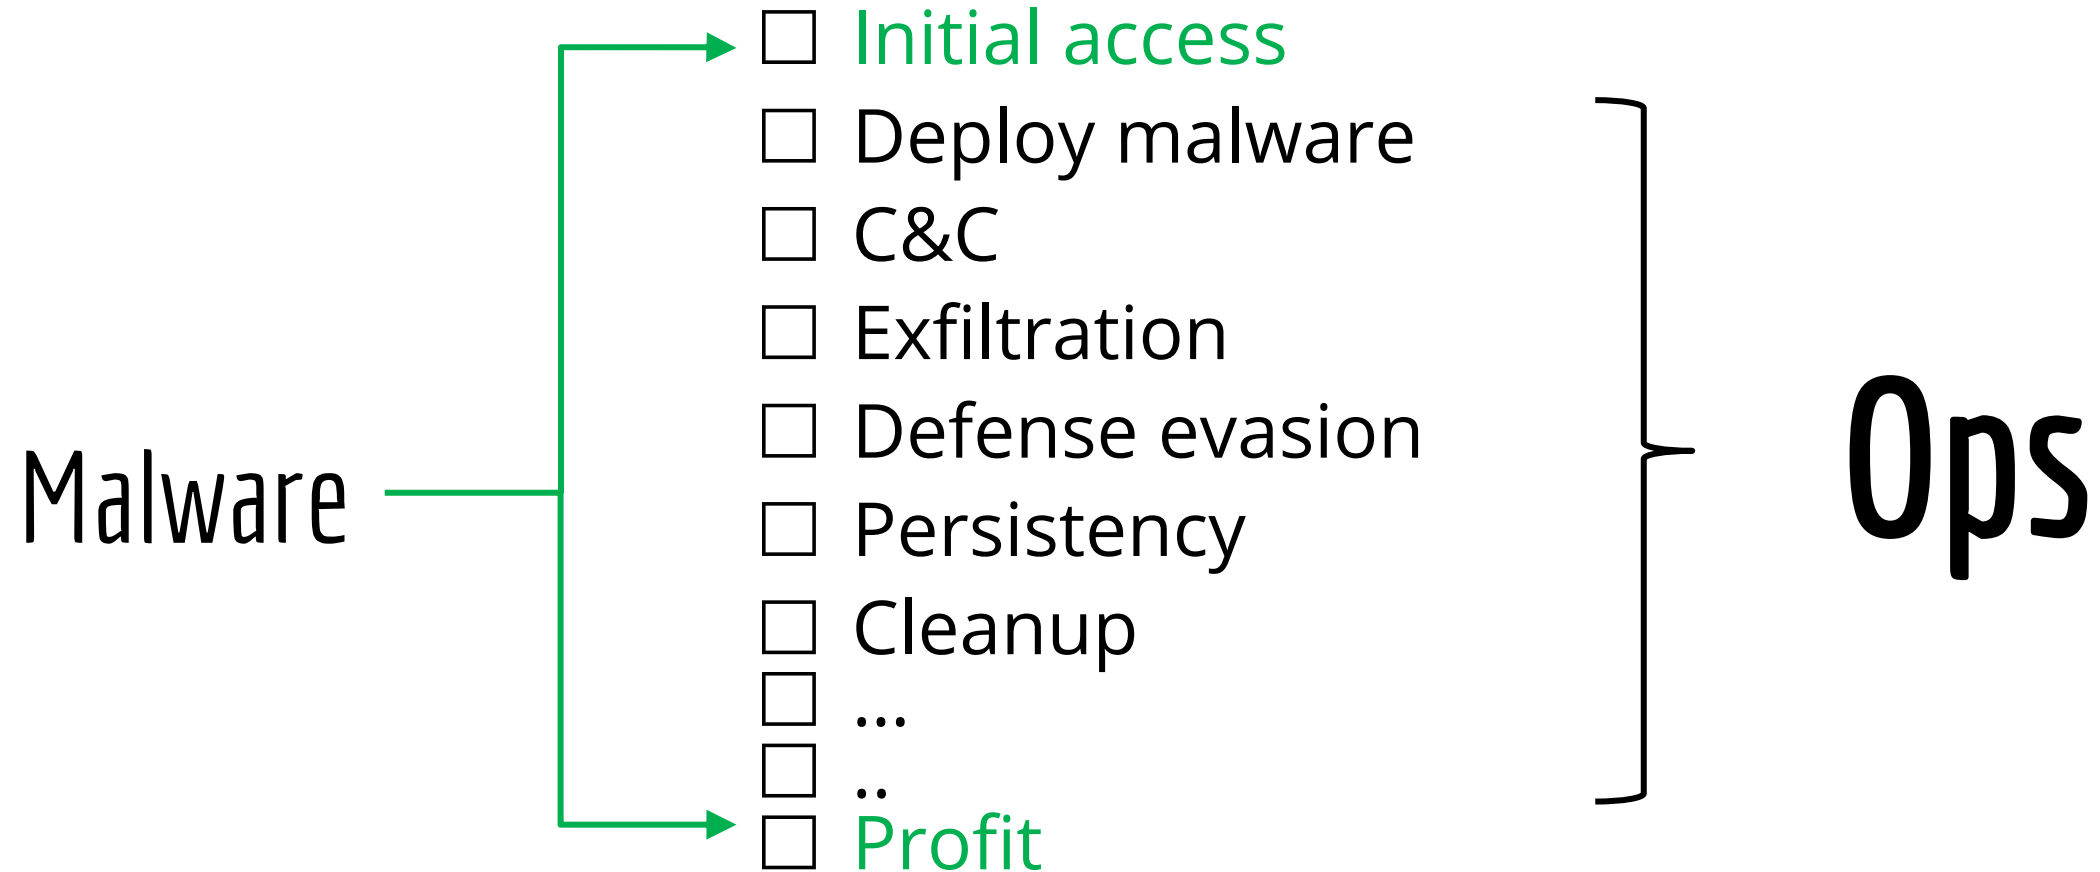 Initial access
Deploy malware
C&C
Exfiltration
Defense evasion
Persistency
Cleanup
...
..
Profit
Malware
Ops